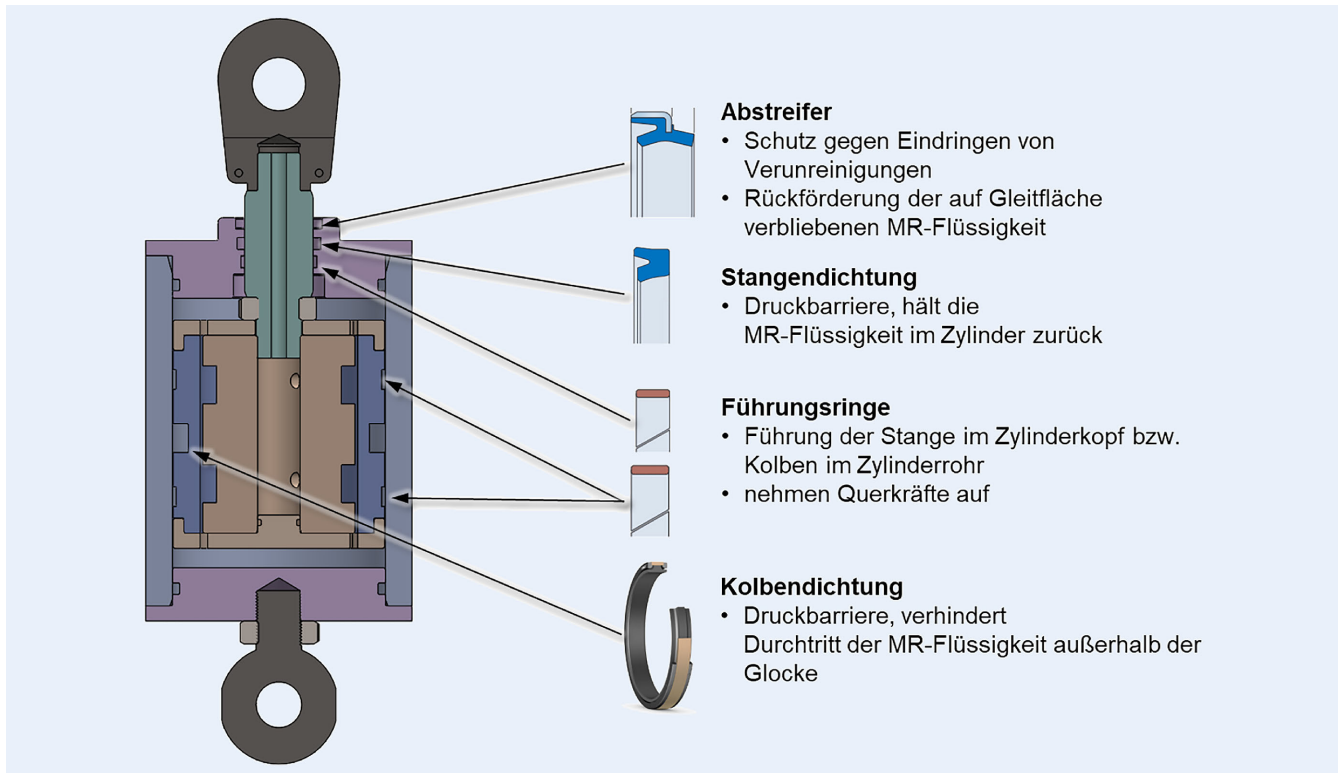 Abstreifer
• Schutz gegen Eindringen von
Verunreinigungen
• Rückförderung der auf Gleitfläche
verbliebenen MR-Flüssigkeit
Stangendichtung
• Druckbarriere, hält die
MR-Flüssigkeit im Zylinder zurück
Führungsringe
• Führung der Stange im Zylinderkopf bzw.
Kolben im Zylinderrohr
• nehmen Querkräfte auf
Kolbendichtung
• Druckbarriere, verhindert
Durchtritt der MR-Flüssigkeit außerhalb der
Glocke